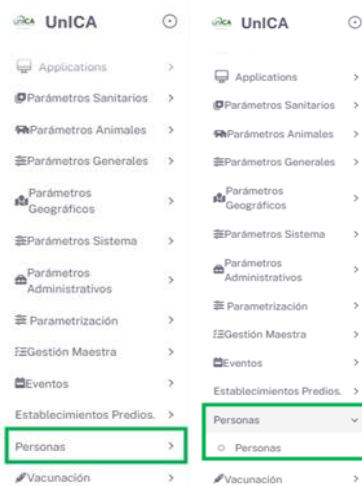 UnICA
Applications
Parámetros Sanitarios
Parámetros Animales
Parámetros Generales
Parámetros
Geográficos
Parámetros Sistema
Parámetros
Administrativos
Parametrización
Gestión Maestra
Eventos
Establecimientos Predios.
Personas
Vacunación
UnICA
Applications
Parámetros Sanitarios
Parámetros Animales
Parámetros Generales
Parámetros
Geográficos
Parámetros Sistema
Parámetros
Administrativos
Parametrización
Gestión Maestra
Eventos
Establecimientos Predios.
Personas
Personas
Vacunación